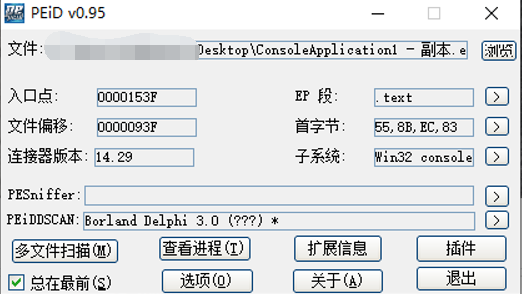 PEiD v0.95
文件: Desktop\ConsoleApplication1 - 副本.e 浏览
入口点: 0000153F EP 段: .text >
文件偏移: 0000093F 首字节: 55,8B,EC,83 >
连接器版本: 14.29 子系统: Win32 console >
PESniffer: >
PEiDDSCAN: Borland Delphi 3.0 (???) * >
多文件扫描(M) 查看进程(T) 扩展信息 插件
总在最前(S) 选项(O) 关于(A) 退出